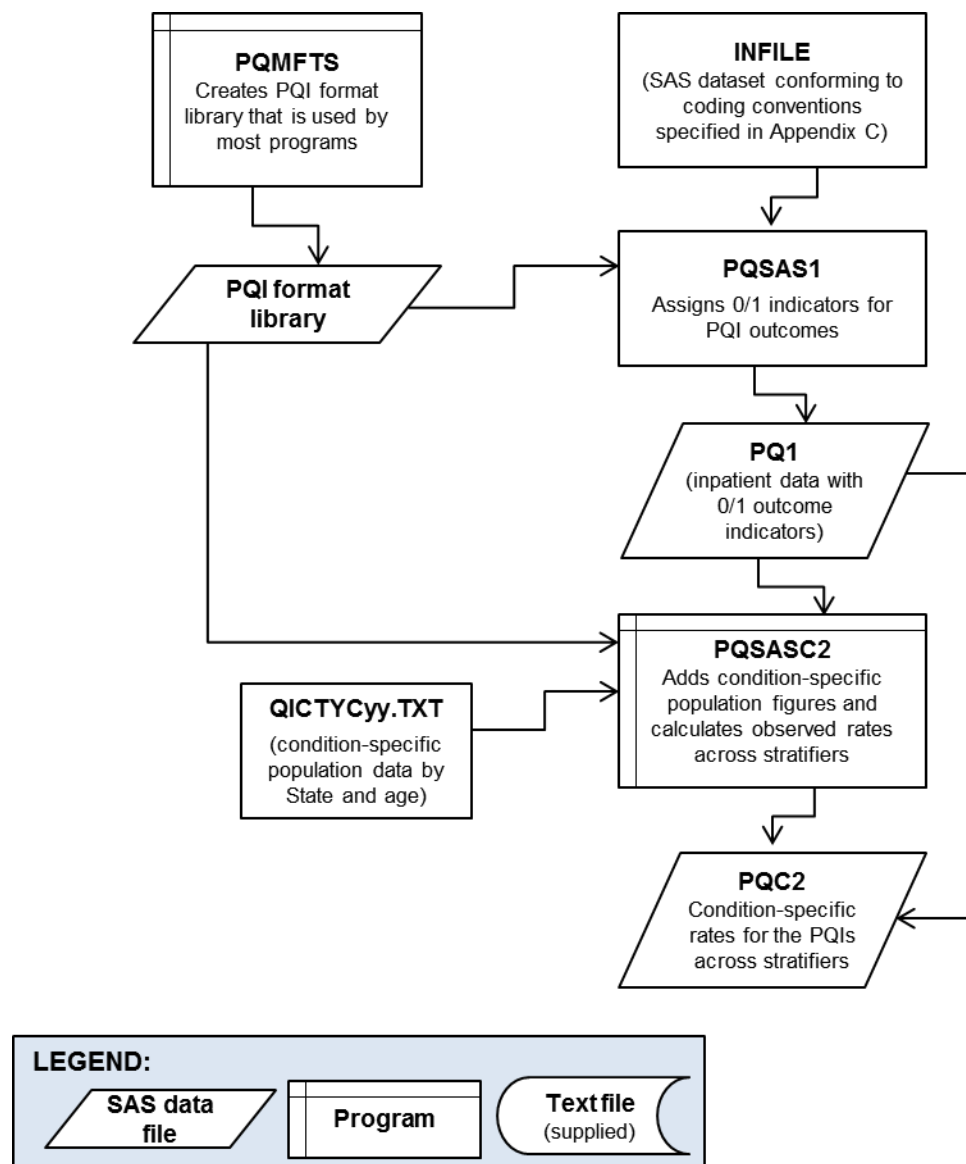 PQMFTS
Creates PQI format
library that is used by
most programs
INFILE
(SAS dataset conforming to
coding conventions
specified in Appendix C)
PQI format
library
PQSAS1
Assigns 0/1 indicators for
PQI outcomes
PQ1
(inpatient data with
0/1 outcome
indicators)
QICTYCyy.TXT
(condition-specific
population data by
State and age)
PQSASC2
Adds condition-specific
population figures and
calculates observed rates
across stratifiers
PQC2
Condition-specific
rates for the PQIs
across stratifiers
LEGEND:
SAS data
file
Program
Text file
(supplied)